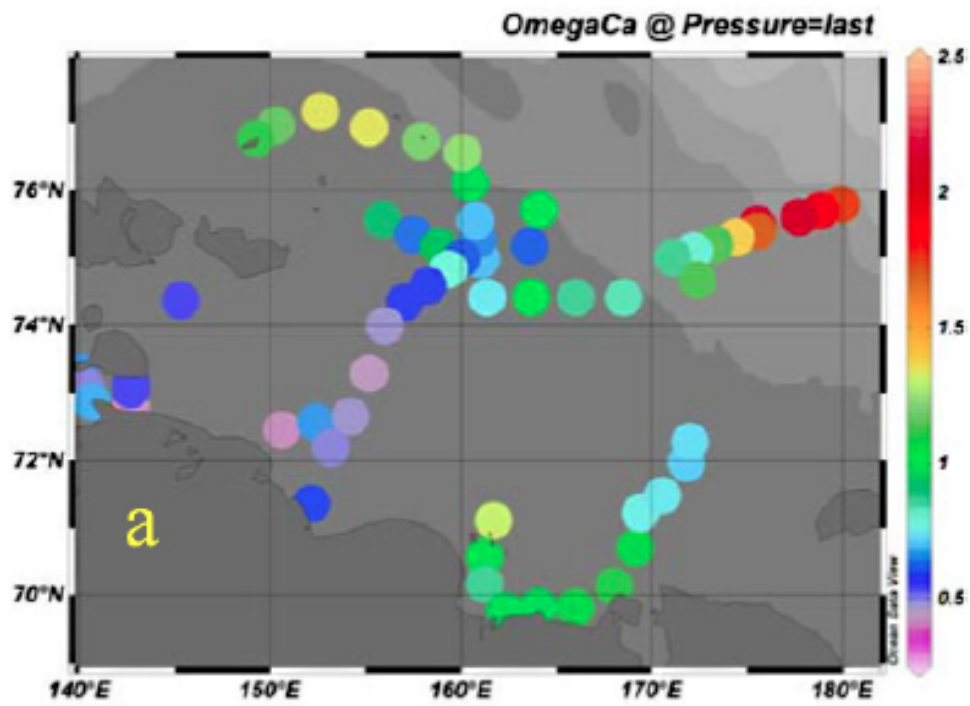 OmegaCa @ Pressure=last
2.5
76°N
2
74°N
1.5
72°N
1
a
70°N
0.5
Ocean Data View
140°E 150°E 160°E 170°E 180°E